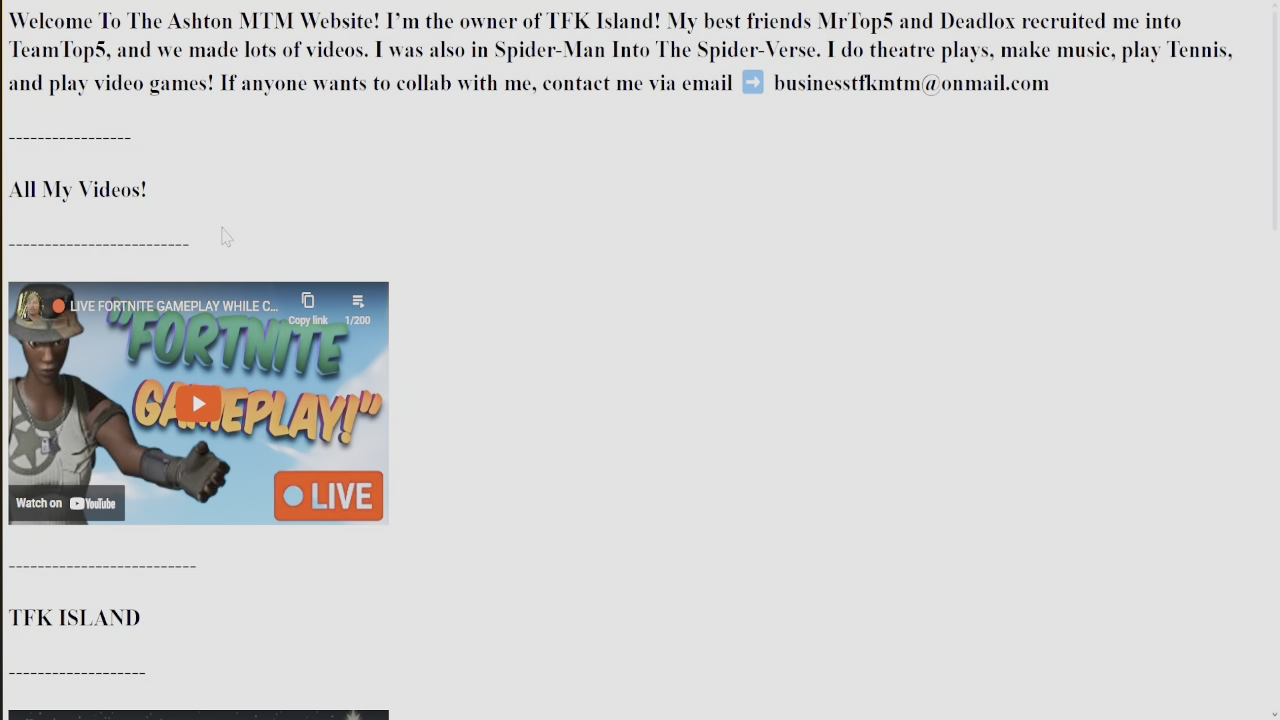 Welcome To The Ashton MTM Website! I'm the owner of TFK Island! My best friends MrTop5 and Deadlox recruited me into
TeamTop5, and we made lots of videos. I was also in Spider-Man Into The Spider-Verse. I do theatre plays, make music, play Tennis,
and play video games! If anyone wants to collab with me, contact me via email ➡ businesstfkmtm@onmail.com
-----------------
All My Videos!
-------------------------
LIVE FORTNITE GAMEPLAY WHILE C...
Copy link
1/200
"FORTNITE
GAMEPLAY!"
LIVE
Watch on YouTube
--------------------------
TFK ISLAND
-------------------